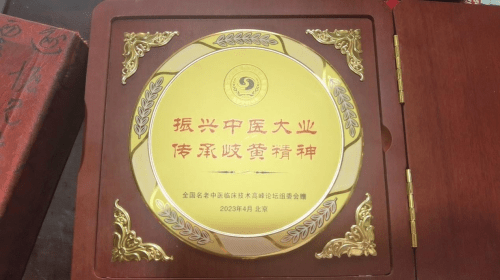 振兴中医大业
传承岐黄精神
全国名老中医临床技术高峰论坛组委会赠
2023年4月 北京